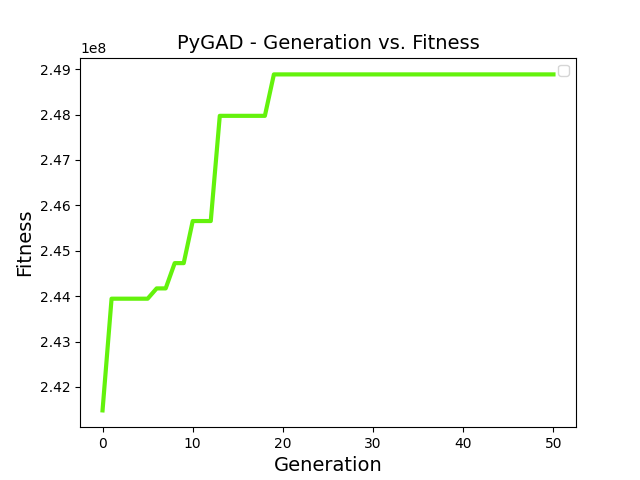 PyGAD - Generation vs. Fitness
1e8
2.49
2.48
2.47
2.46
2.45
2.44
2.43
2.42
Fitness
0 10 20 30 40 50
Generation